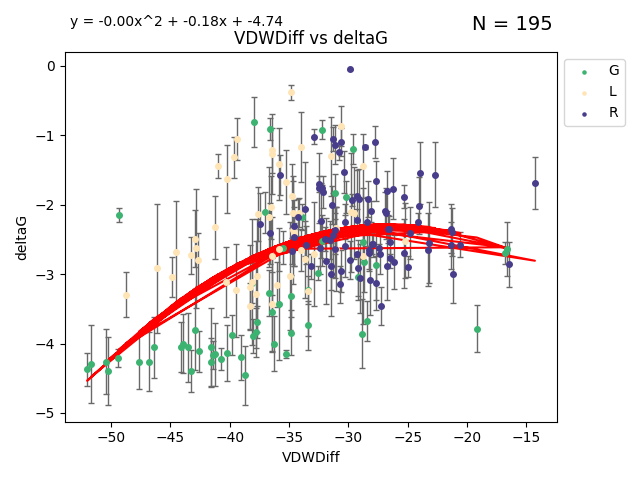 y = -0.00x^2 + -0.18x + -4.74
N = 195
VDWDiff vs deltaG
G
L
R
deltaG
0
−1
−2
−3
−4
−5
−50
−45
−40
−35
−30
−25
−20
−15
VDWDiff